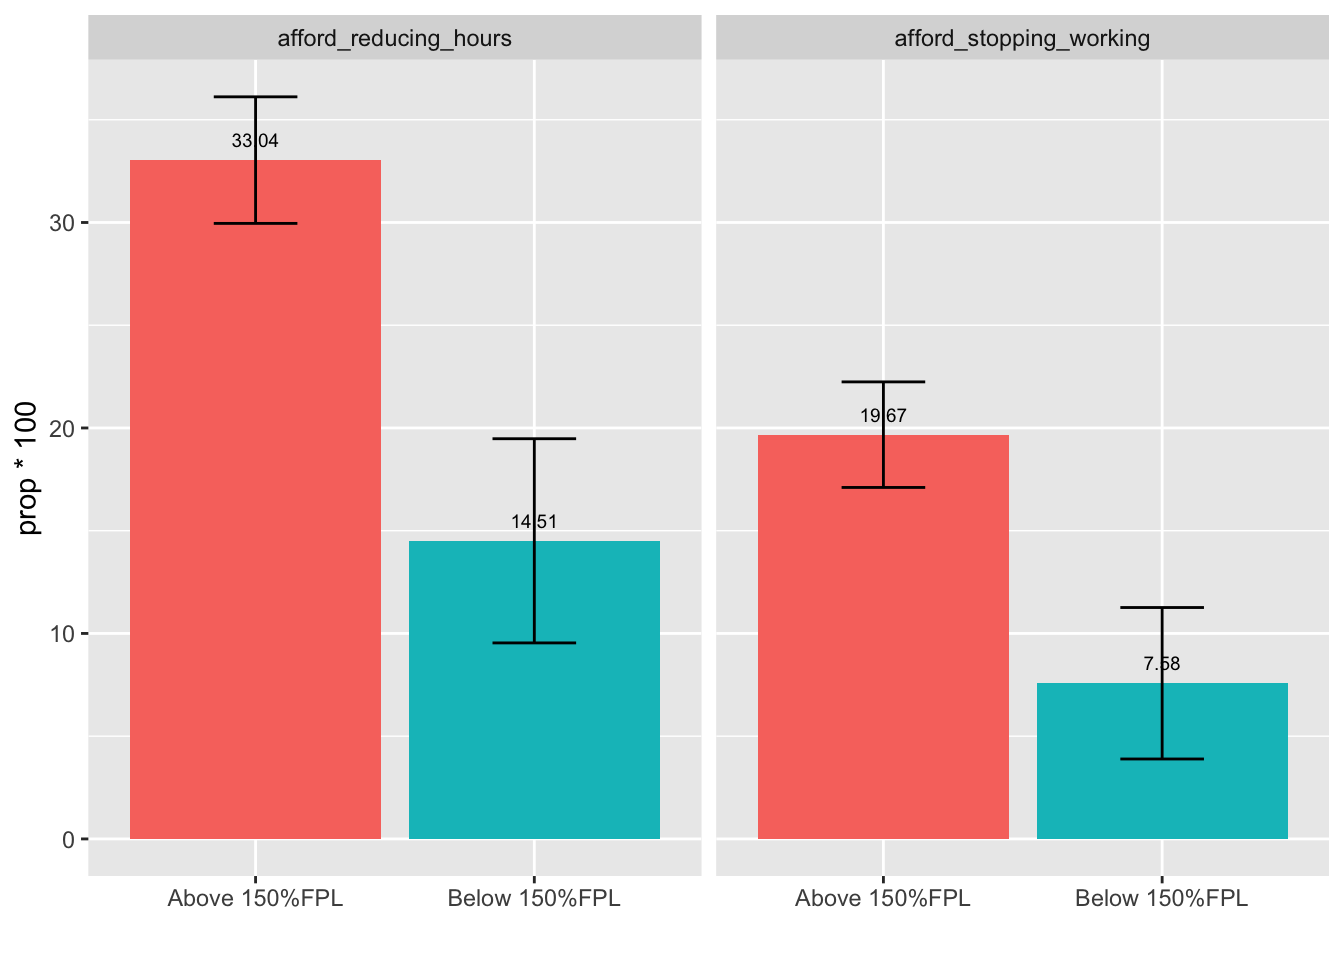 afford_reducing_hours
afford_stopping_working
prop * 100
30
20
10
0
33.04
14.51
19.67
7.58
Above 150%FPL
Below 150%FPL
Above 150%FPL
Below 150%FPL